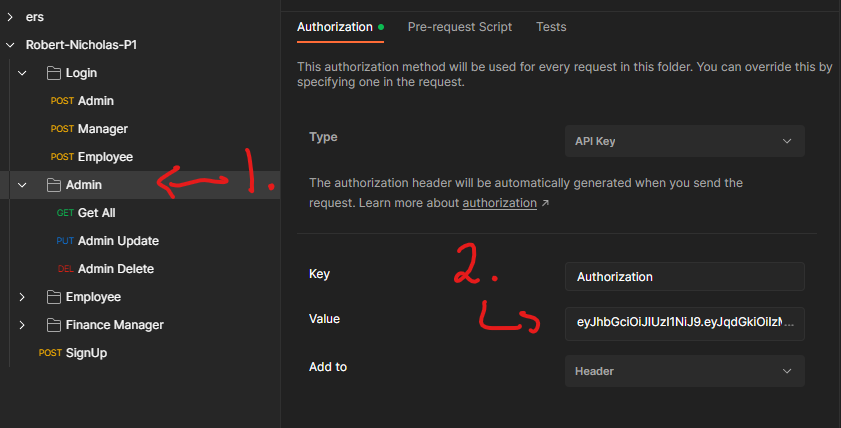 ers
Robert-Nicholas-P1
Login
POST Admin
POST Manager
POST Employee
Admin
GET Get All
PUT Admin Update
DEL Admin Delete
Employee
Finance Manager
POST SignUp
1.
Authorization Pre-request Script Tests
This authorization method will be used for every request in this folder. You can override this by
specifying one in the request.
Type API Key
The authorization header will be automatically generated when you send the
request. Learn more about authorization ↗
2.
Key Authorization
Value eyJhbGciOiJIUzI1NiJ9.eyJqdGkiOiIzN...
Add to Header